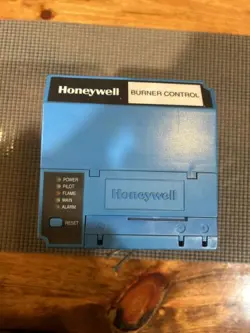 Honeywell
BURNER CONTROL
POWER
PILOT
FLAME
MAIN
ALARM
Honeywell
RESET